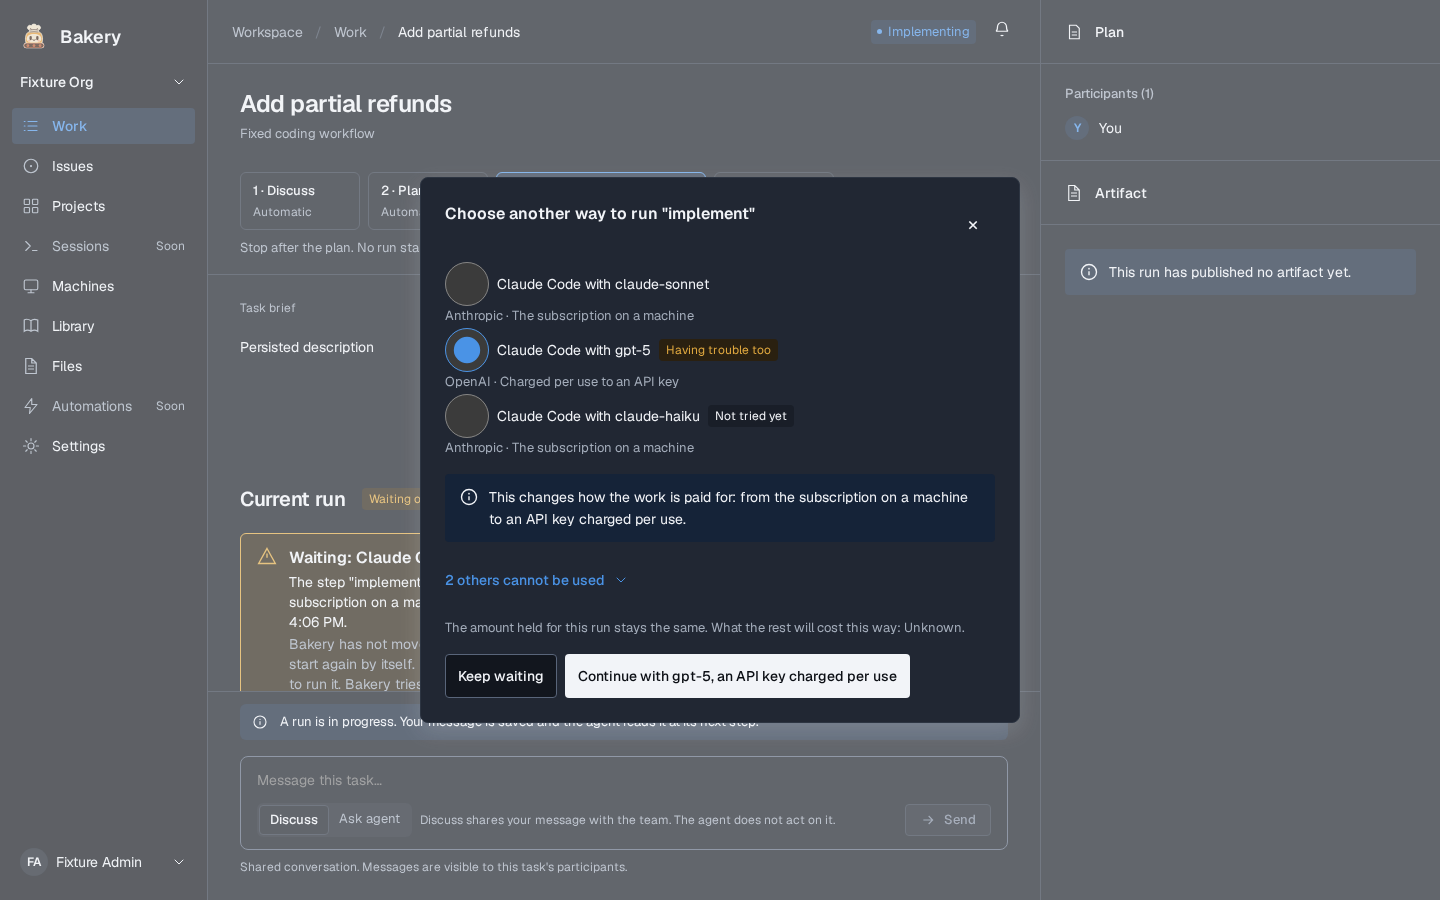 Bakery
Fixture Org
Work
Issues
Projects
Sessions Soon
Machines
Library
Files
Automations Soon
Settings
FA Fixture Admin
Workspace / Work / Add partial refunds
Implementing
Add partial refunds
Fixed coding workflow
1 · Discuss
Automatic
2 · Plan
Stop after the plan. No run
Task brief
Persisted description
Current run
Waiting
Waiting: Claude
The step "implement
subscription on a
4:06 PM.
Bakery has not
start again by itself.
to run it. Bakery tries
Choose another way to run "implement"
Claude Code with claude-sonnet
Anthropic · The subscription on a machine
Claude Code with gpt-5 Having trouble too
OpenAI · Charged per use to an API key
Claude Code with claude-haiku Not tried yet
Anthropic · The subscription on a machine
This changes how the work is paid for: from the subscription on a machine
to an API key charged per use.
2 others cannot be used
The amount held for this run stays the same. What the rest will cost this way: Unknown.
Keep waiting
Continue with gpt-5, an API key charged per use
A run is in progress. Your message is saved and the agent reads it at its next step.
Message this task...
Discuss
Ask agent
Discuss shares your message with the team. The agent does not act on it.
Send
Shared conversation. Messages are visible to this task's participants.
Plan
Participants (1)
Y You
Artifact
This run has published no artifact yet.